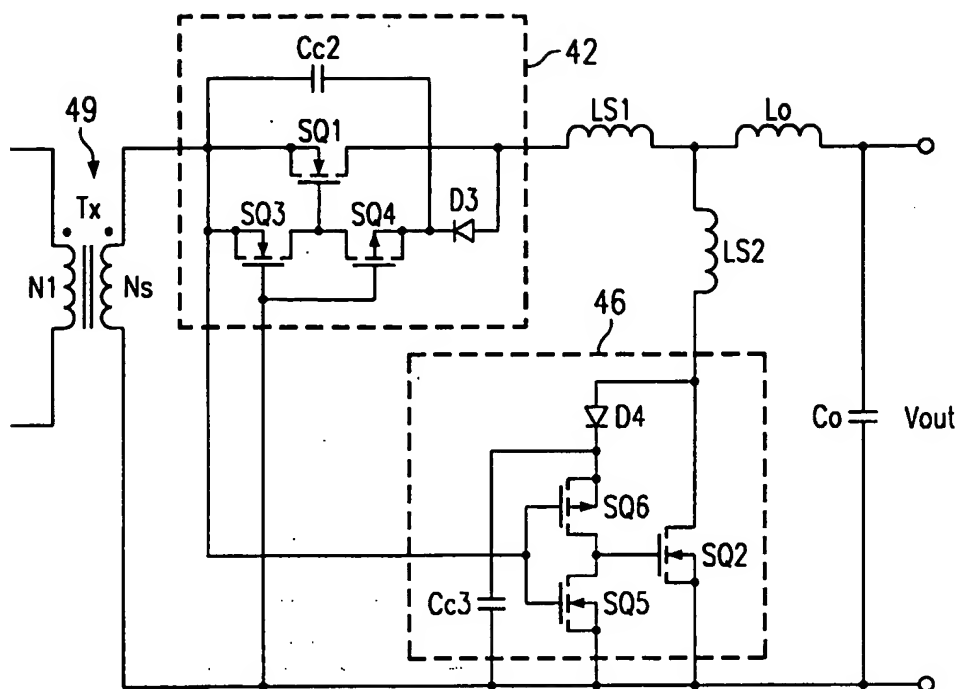 Cc2
42
49
SQ1
LS1
Lo
Tx
SQ3
SQ4
D3
N1
Ns
LS2
46
D4
Co
Vout
SQ6
SQ2
Cc3
SQ5